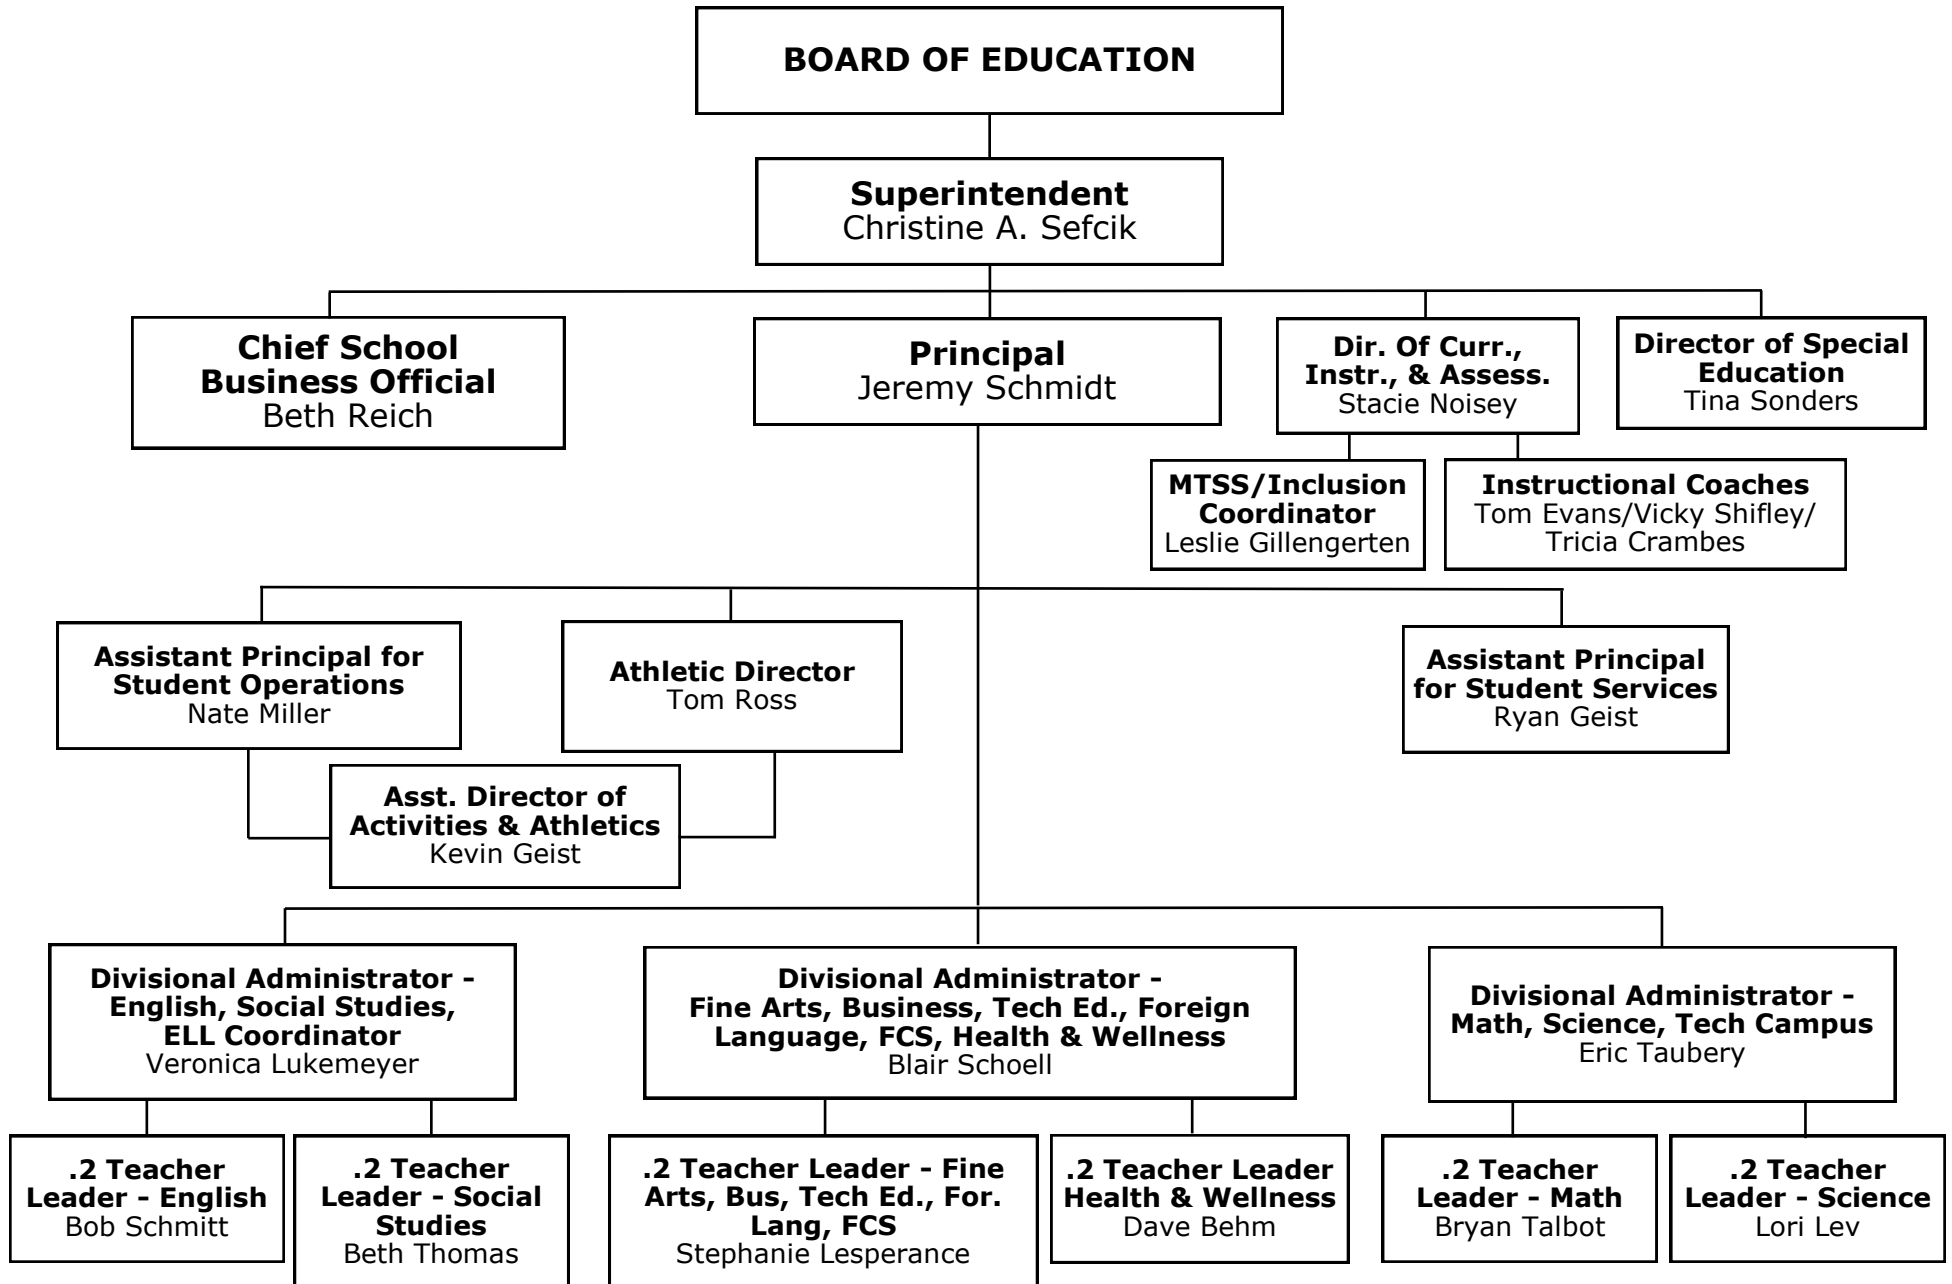 BOARD OF EDUCATION
Superintendent
Christine A. Sefcik
Chief School
Business Official
Beth Reich
Principal
Jeremy Schmidt
Dir. Of Curr.,
Instr., & Assess.
Stacie Noisey
Director of Special
Education
Tina Sonders
MTSS/Inclusion
Coordinator
Leslie Gillengerten
Instructional Coaches
Tom Evans/Vicky Shifley/
Tricia Crambes
Assistant Principal for
Student Operations
Nate Miller
Athletic Director
Tom Ross
Assistant Principal
for Student Services
Ryan Geist
Asst. Director of
Activities & Athletics
Kevin Geist
Divisional Administrator -
English, Social Studies,
ELL Coordinator
Veronica Lukemeyer
Divisional Administrator -
Fine Arts, Business, Tech Ed., Foreign
Language, FCS, Health & Wellness
Blair Schoell
Divisional Administrator -
Math, Science, Tech Campus
Eric Taubery
.2 Teacher
Leader - English
Bob Schmitt
.2 Teacher
Leader - Social
Studies
Beth Thomas
.2 Teacher Leader - Fine
Arts, Bus, Tech Ed., For.
Lang, FCS
Stephanie Lesperance
.2 Teacher Leader
Health & Wellness
Dave Behm
.2 Teacher
Leader - Math
Bryan Talbot
.2 Teacher
Leader - Science
Lori Lev